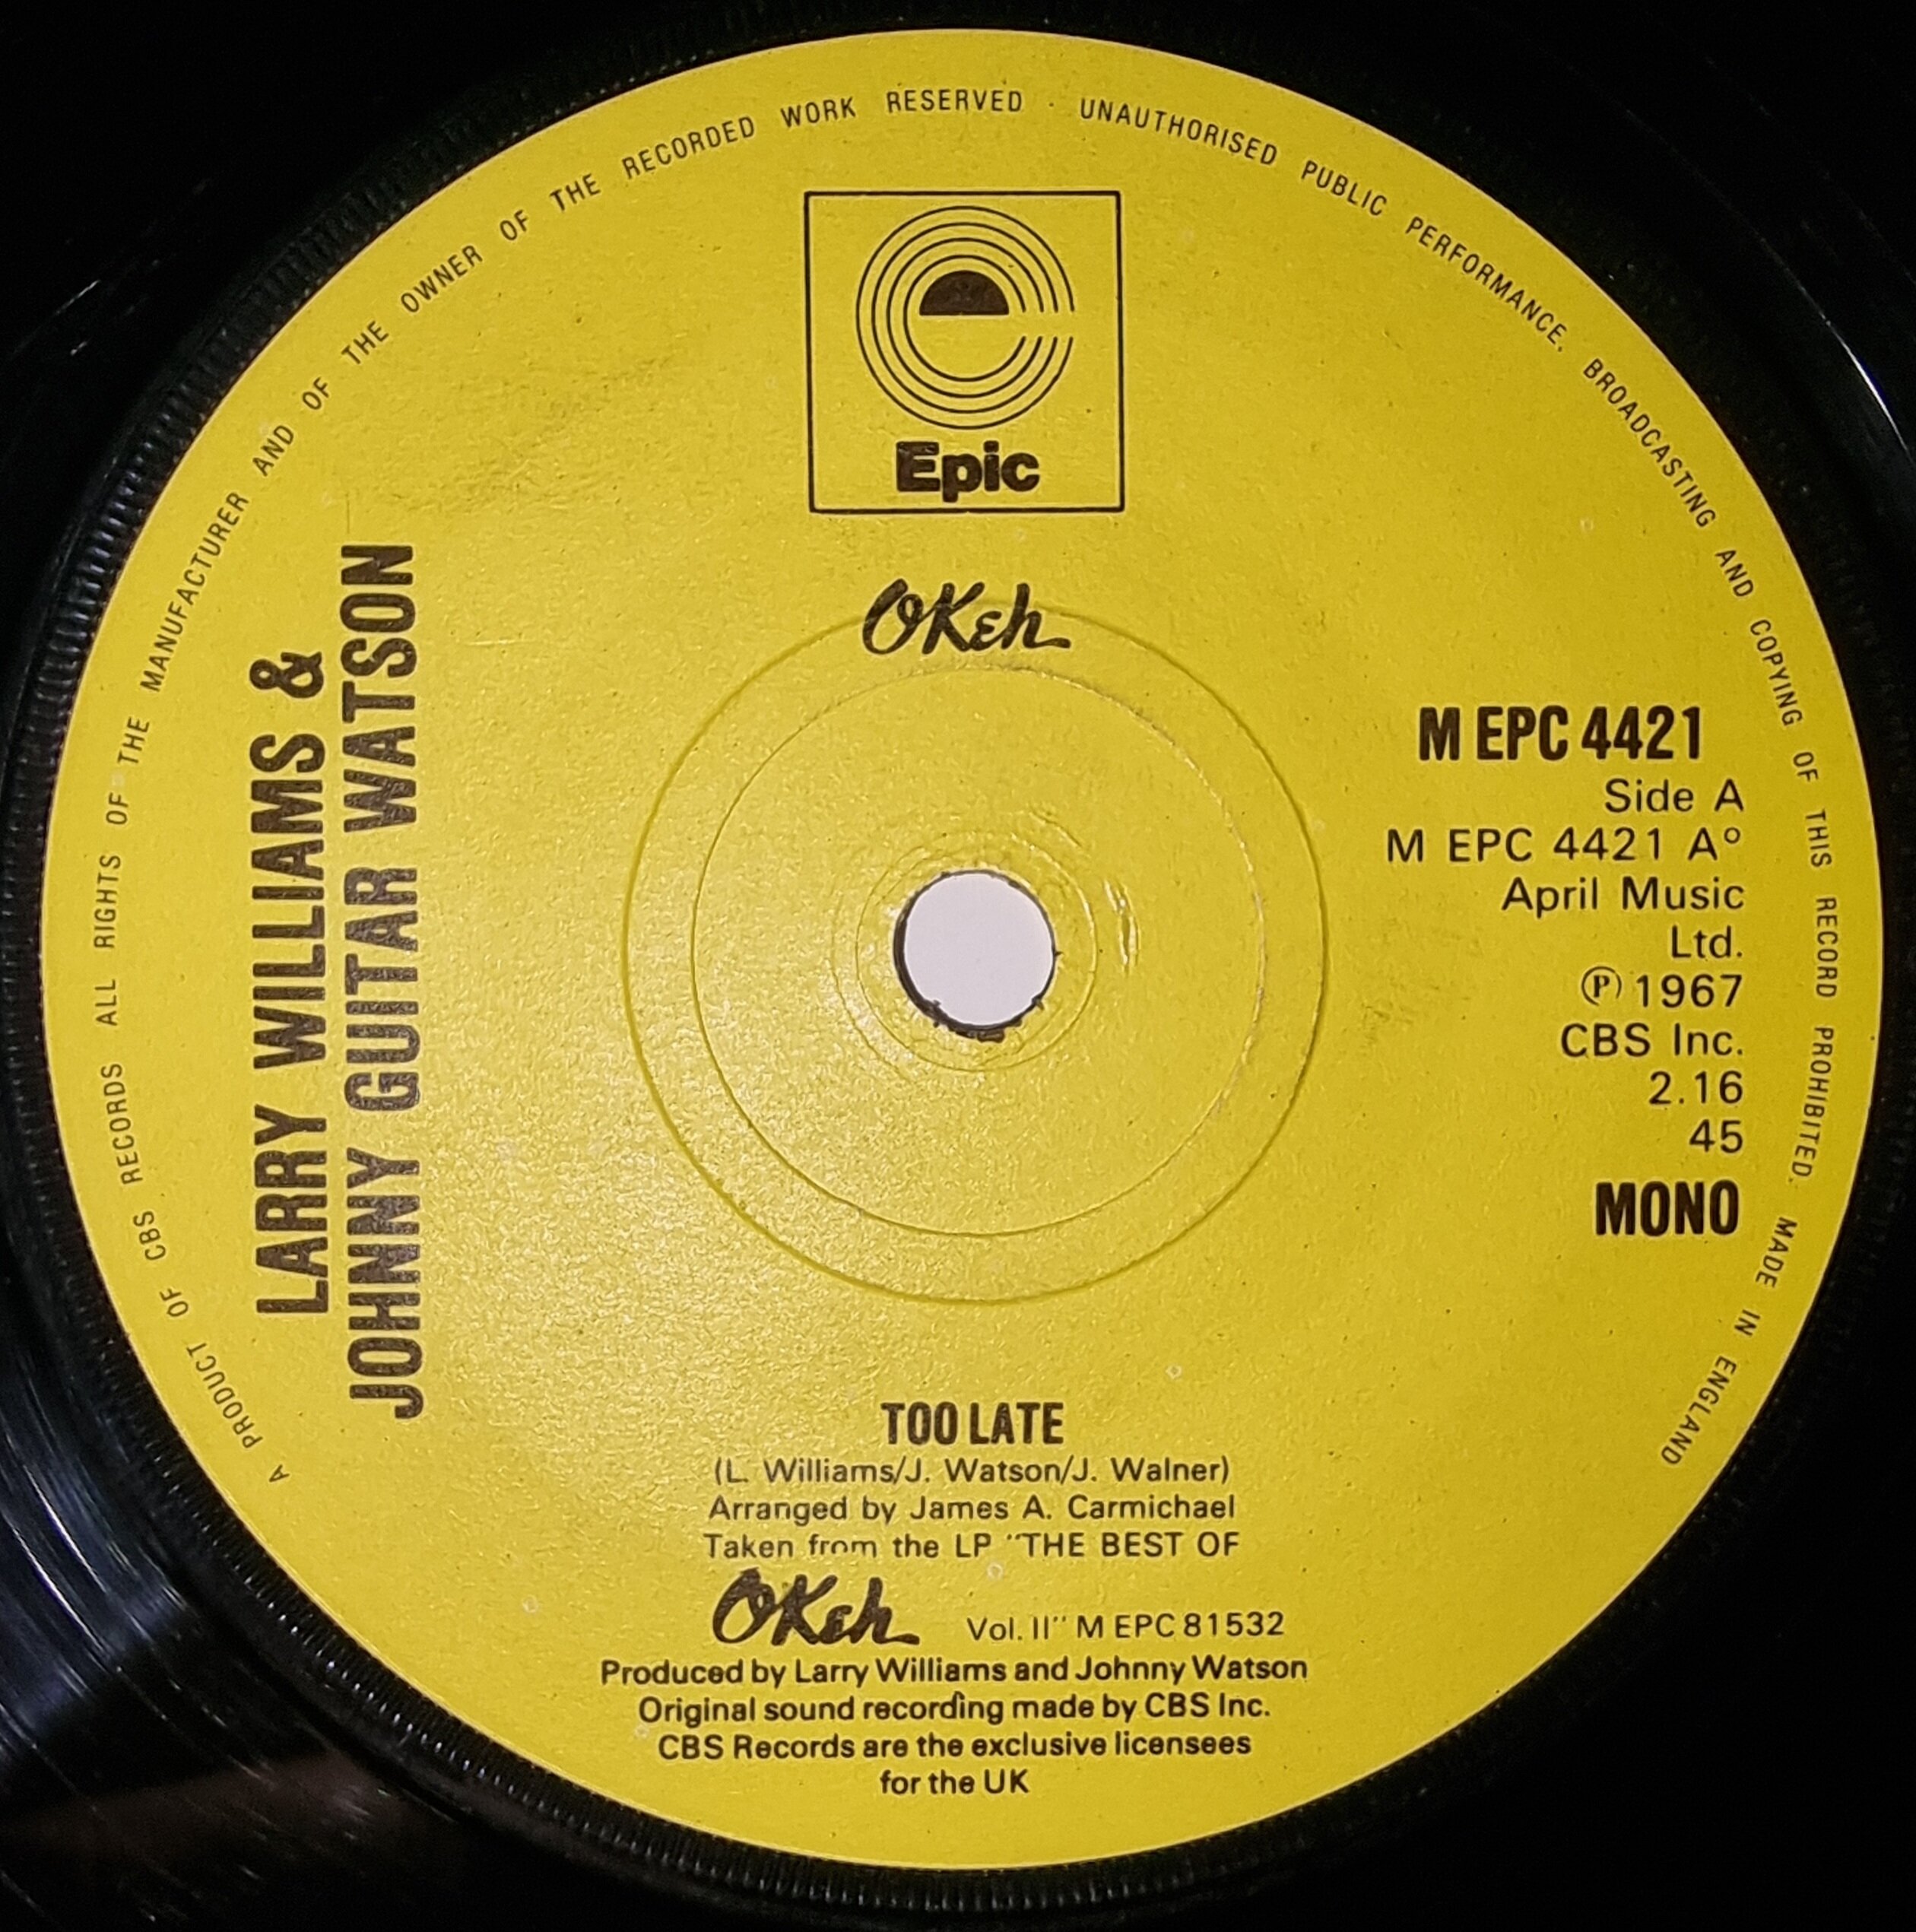 A PRODUCT OF CBS RECORDS ALL RIGHTS OF THE MANUFACTURER AND OF THE OWNER OF THE RECORDED WORK RESERVED · UNAUTHORISED PUBLIC PERFORMANCE, BROADCASTING AND COPYING OF THIS RECORD PROHIBITED. MADE IN ENGLAND
Epic
OKeh
LARRY WILLIAMS &
JOHNNY GUITAR WATSON
M EPC 4421
Side A
M EPC 4421 A°
April Music
Ltd.
Ⓟ 1967
CBS Inc.
2.16
45
MONO
TOO LATE
(L. Williams/J. Watson/J. Walner)
Arranged by James A. Carmichael
Taken from the LP "THE BEST OF
OKeh Vol. II" M EPC 81532
Produced by Larry Williams and Johnny Watson
Original sound recording made by CBS Inc.
CBS Records are the exclusive licensees
for the UK